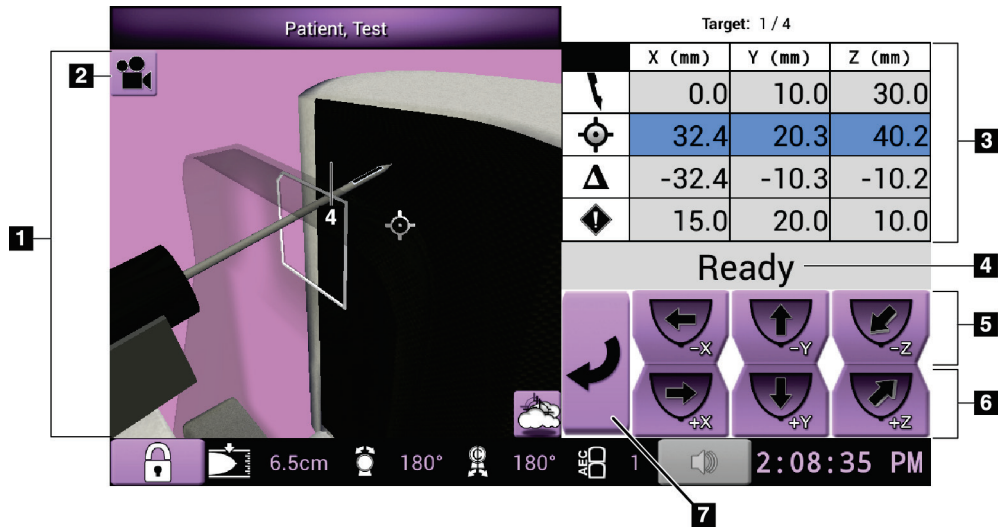 Patient, Test
Target: 1 / 4
X (mm) Y (mm) Z (mm)
0.0 10.0 30.0
32.4 20.3 40.2
Δ -32.4 -10.3 -10.2
! 15.0 20.0 10.0
Ready
-X -Y -Z
+X +Y +Z
4
6.5cm 180° 180° AEC 1 2:08:35 PM
1
2
3
4
5
6
7